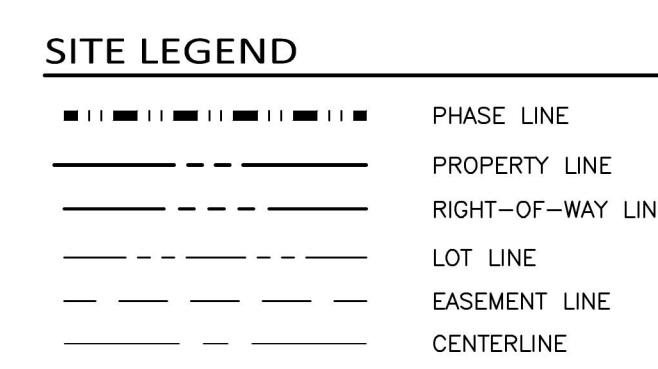 SITE LEGEND
PHASE LINE
PROPERTY LINE
RIGHT-OF-WAY LIN
LOT LINE
EASEMENT LINE
CENTERLINE